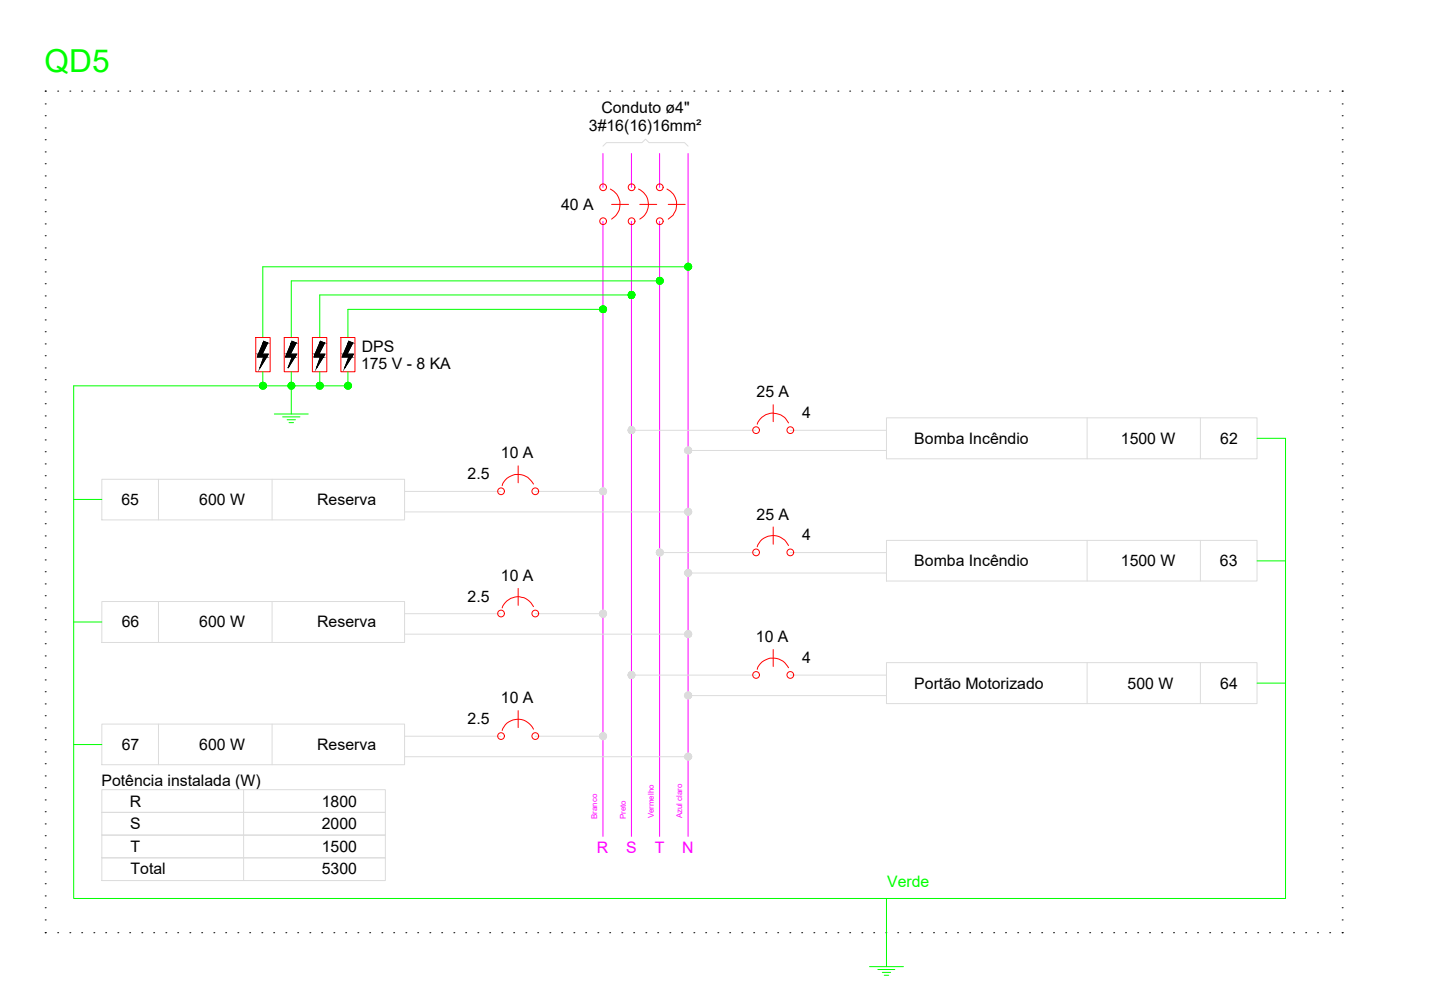 QD5
Conduto ø4"
3#16(16)16mm²
40 A
DPS
175 V - 8 KA
25 A
4
Bomba Incêndio 1500 W 62
10 A
2.5
65 600 W Reserva
25 A
4
Bomba Incêndio 1500 W 63
10 A
2.5
66 600 W Reserva
10 A
4
Portão Motorizado 500 W 64
10 A
2.5
67 600 W Reserva
Potência instalada (W)
R 1800
S 2000
T 1500
Total 5300
Branco
Preto
Vermelho
Azul claro
R S T N
Verde